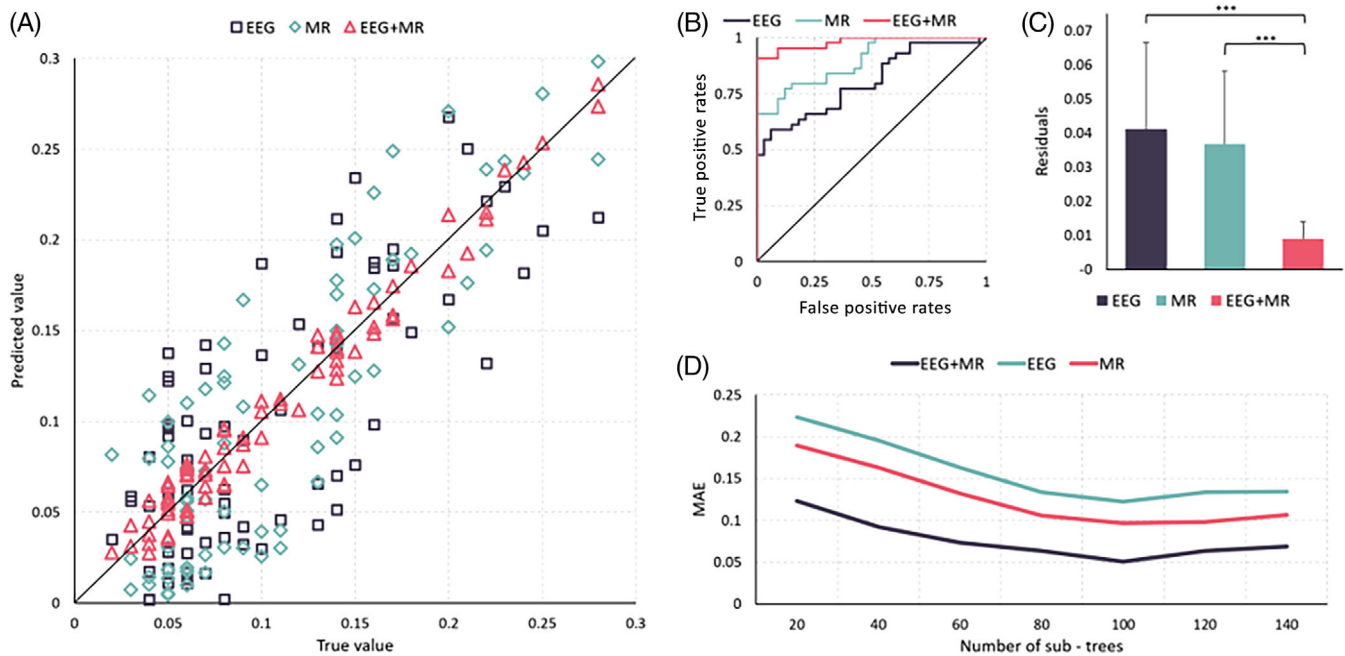 (A)
EEG MR EEG+MR
0.3
0.25
0.2
0.15
0.1
0.05
0
Predicted value
0 0.05 0.1 0.15 0.2 0.25 0.3
True value
(B)
EEG MR EEG+MR
1
0.75
0.5
0.25
0
True positive rates
0 0.25 0.5 0.75 1
False positive rates
(C)
***
***
0.07
0.06
0.05
0.04
0.03
0.02
0.01
-0
Residuals
EEG MR EEG+MR
(D)
EEG+MR EEG MR
0.25
0.2
0.15
0.1
0.05
0
MAE
20 40 60 80 100 120 140
Number of sub - trees